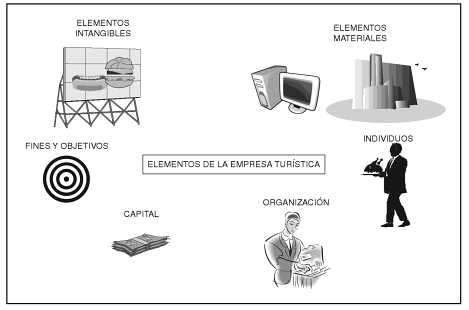 ELEMENTOS
INTANGIBLES
ELEMENTOS
MATERIALES
FINES Y OBJETIVOS
INDIVIDUOS
ELEMENTOS DE LA EMPRESA TURÍSTICA
CAPITAL
ORGANIZACIÓN